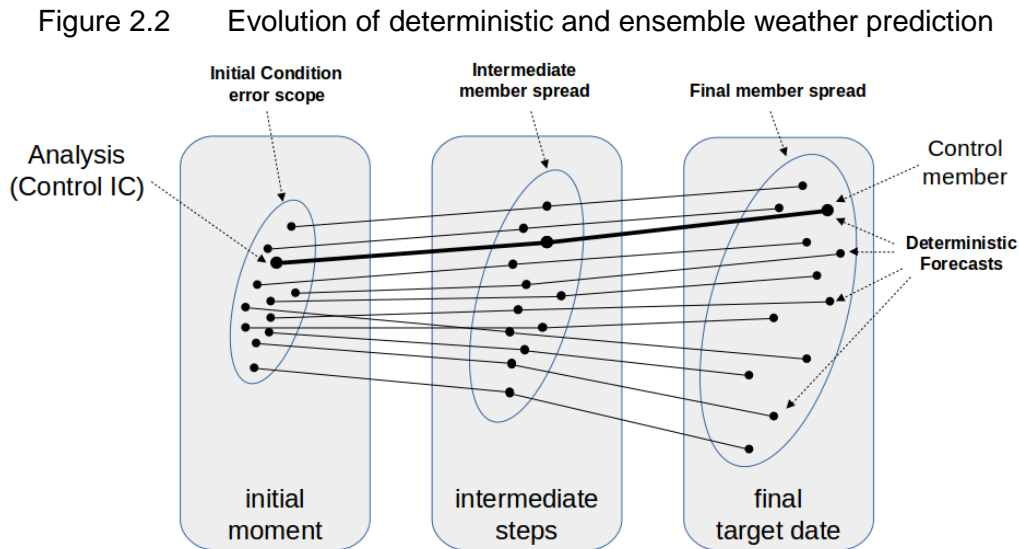 Figure 2.2 Evolution of deterministic and ensemble weather prediction
Initial Condition
error scope
Intermediate
member spread
Final member spread
Analysis
(Control IC)
Control
member
Deterministic
Forecasts
initial
moment
intermediate
steps
final
target date